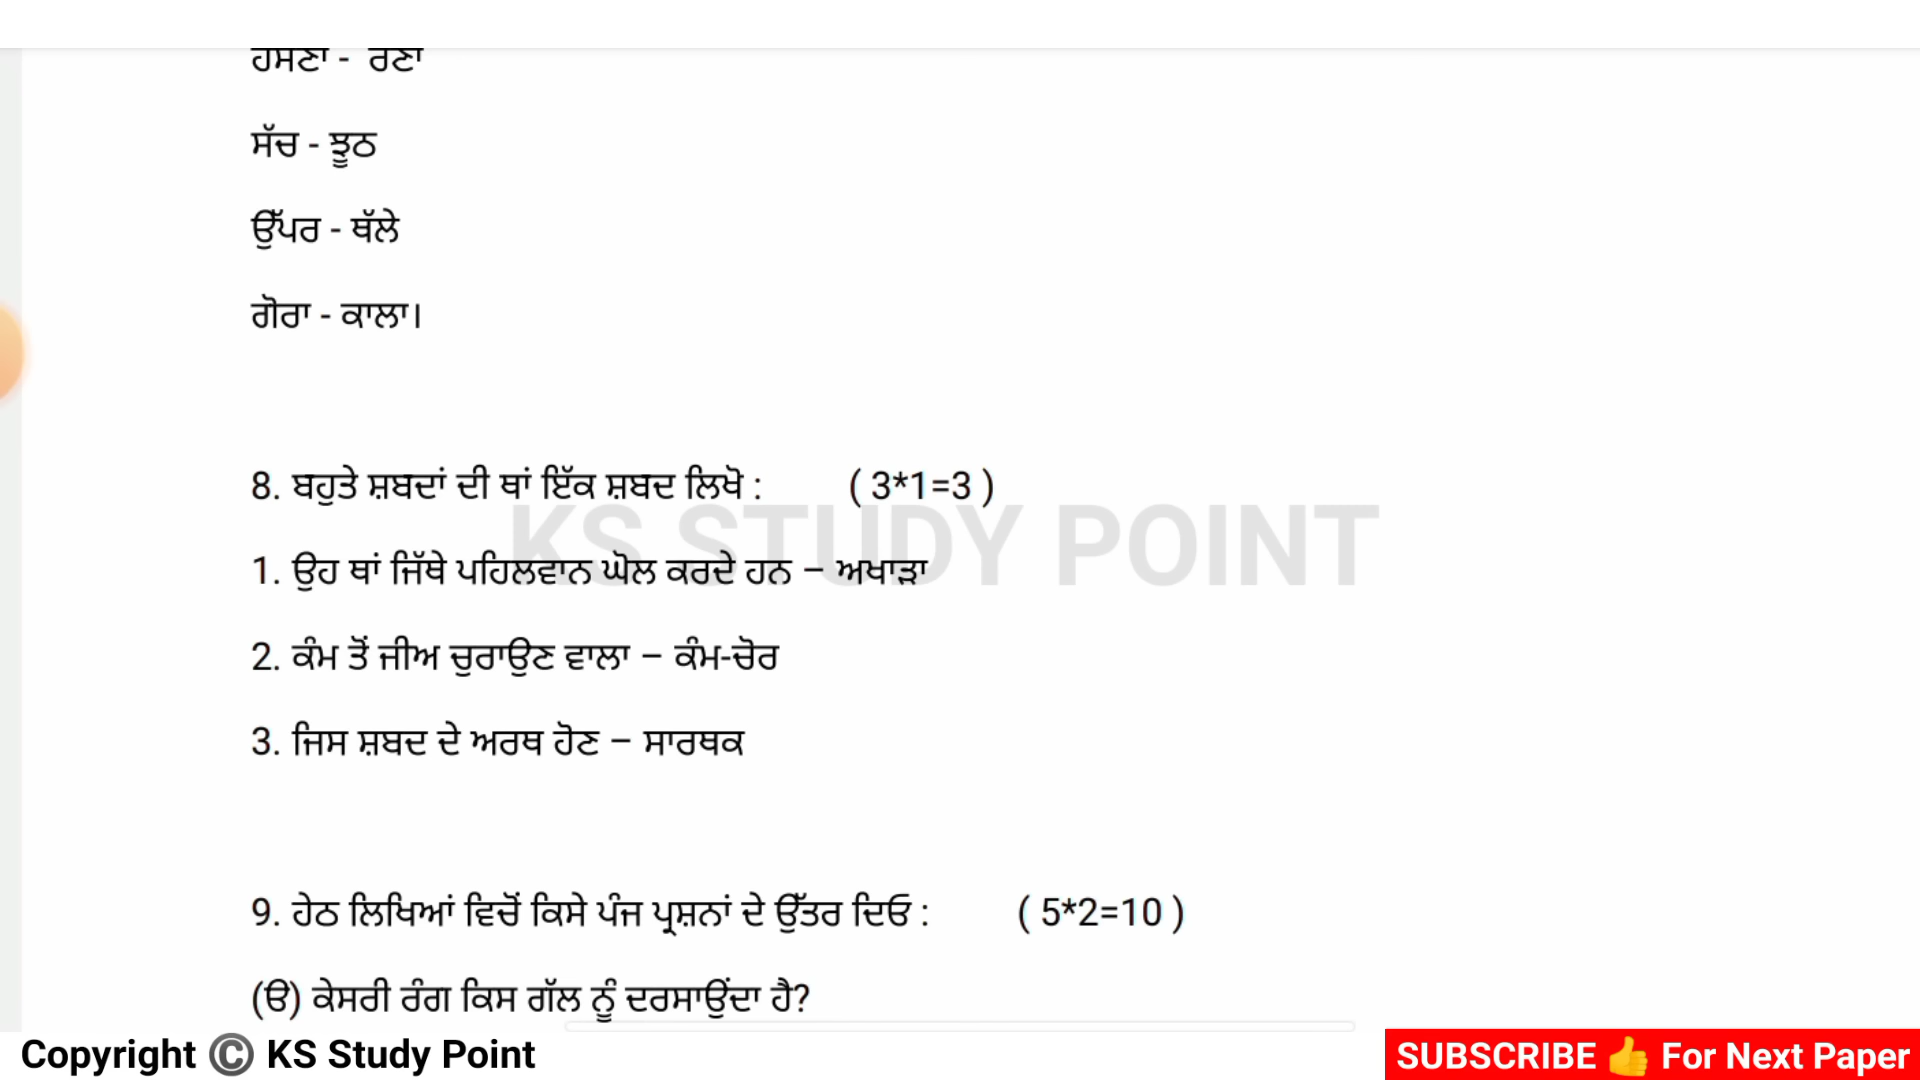 ਸੱਚ - ਝੂਠ
ਉੱਪਰ - ਥੱਲੇ
ਗੋਰਾ - ਕਾਲਾ।
8. ਬਹੁਤੇ ਸ਼ਬਦਾਂ ਦੀ ਥਾਂ ਇੱਕ ਸ਼ਬਦ ਲਿਖੋ : ( 3*1=3 )
KS STUDY POINT
1. ਉਹ ਥਾਂ ਜਿੱਥੇ ਪਹਿਲਵਾਨ ਘੋਲ ਕਰਦੇ ਹਨ – ਅਖਾੜਾ
2. ਕੰਮ ਤੋਂ ਜੀਅ ਚੁਰਾਉਣ ਵਾਲਾ – ਕੰਮ-ਚੋਰ
3. ਜਿਸ ਸ਼ਬਦ ਦੇ ਅਰਥ ਹੋਣ – ਸਾਰਥਕ
9. ਹੇਠ ਲਿਖਿਆਂ ਵਿਚੋਂ ਕਿਸੇ ਪੰਜ ਪ੍ਰਸ਼ਨਾਂ ਦੇ ਉੱਤਰ ਦਿਓ : ( 5*2=10 )
(ੳ) ਕੇਸਰੀ ਰੰਗ ਕਿਸ ਗੱਲ ਨੂੰ ਦਰਸਾਉਂਦਾ ਹੈ?
Copyright © KS Study Point
SUBSCRIBE 👍 For Next Paper